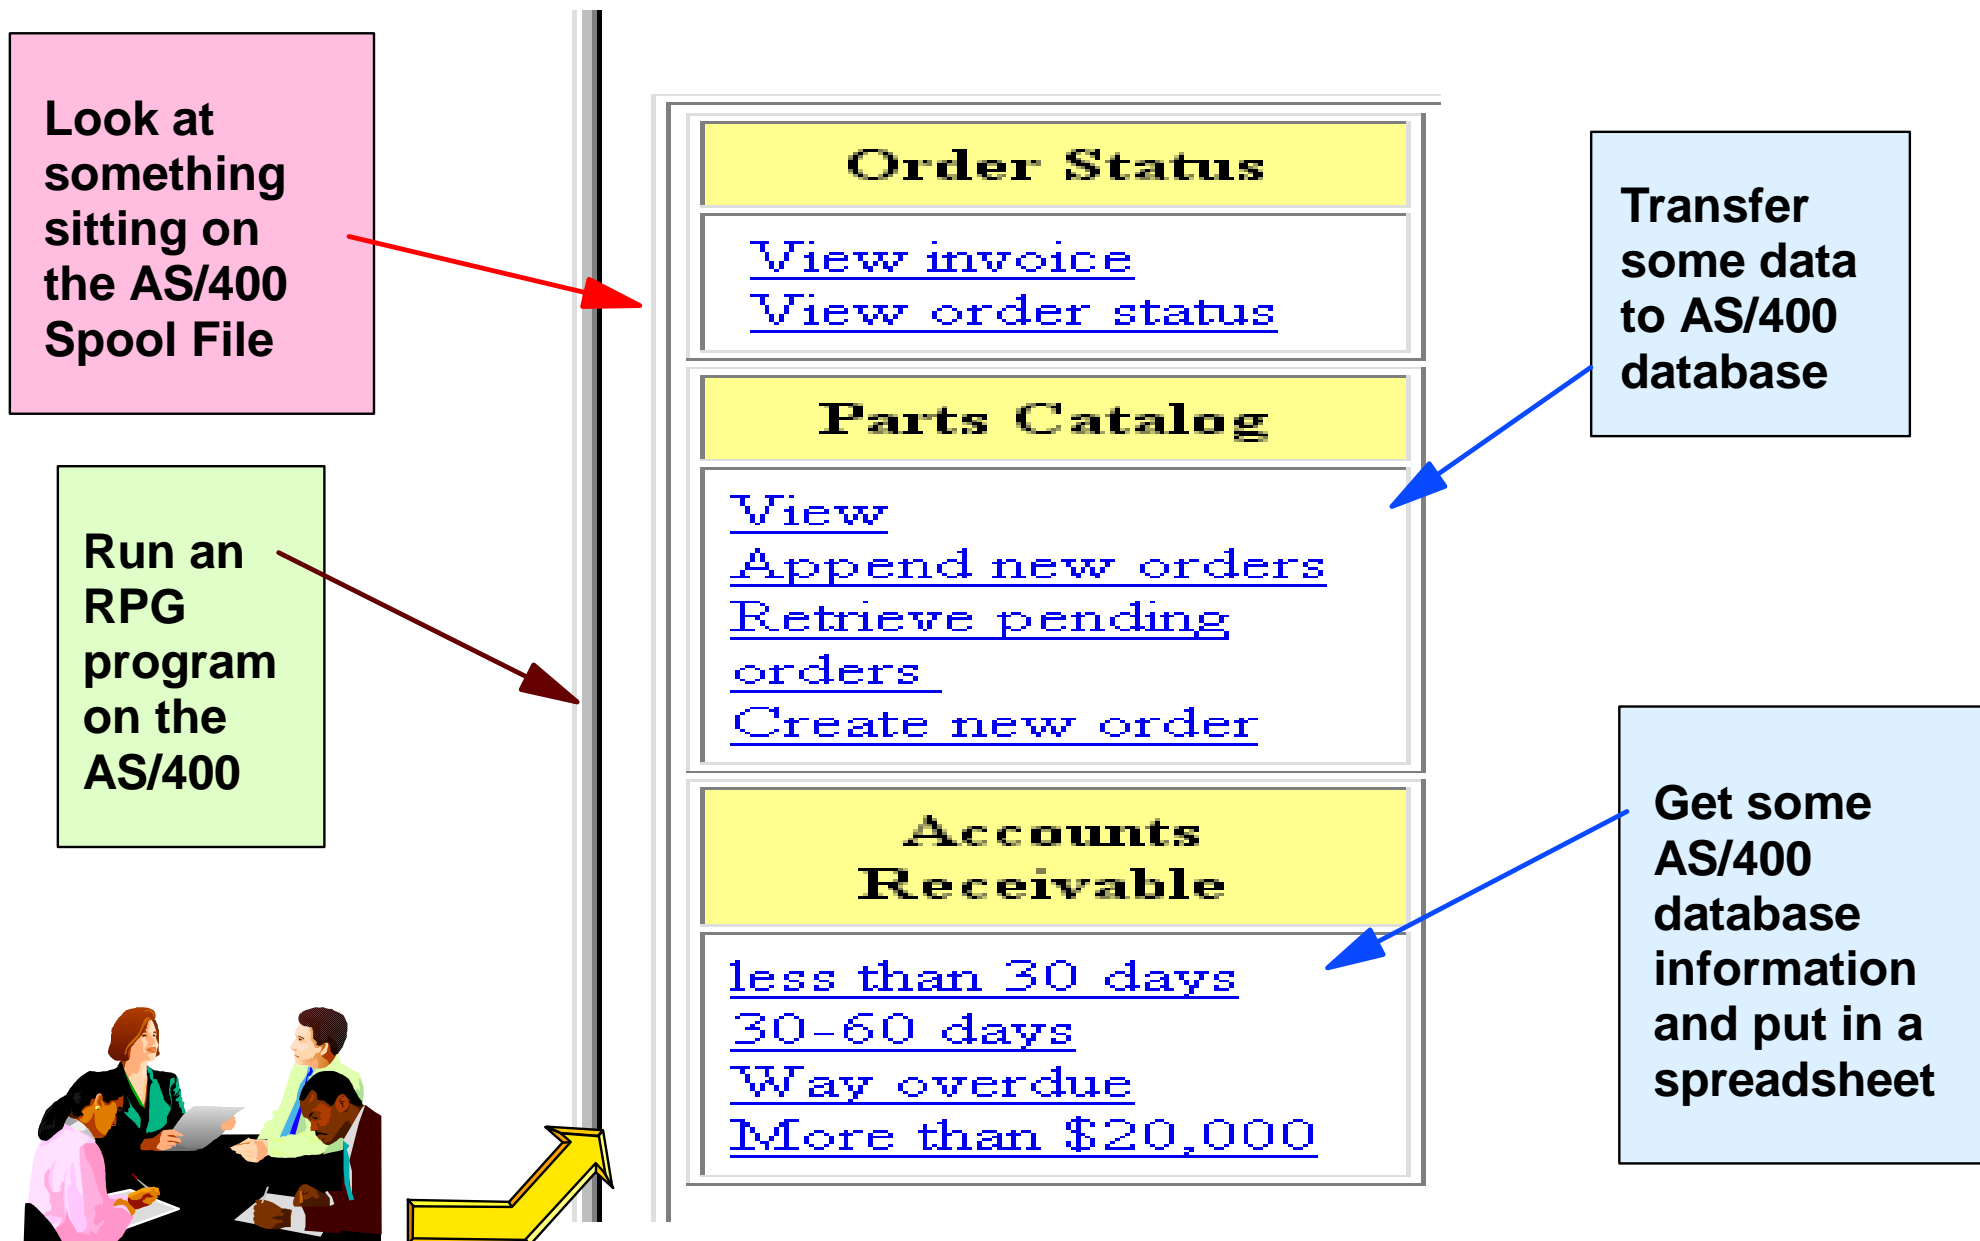 Look at
something
sitting on
the AS/400
Spool File
Run an
RPG
program
on the
AS/400
Order Status
View invoice
View order status
Parts Catalog
View
Append new orders
Retrieve pending
orders
Create new order
Accounts
Receivable
less than 30 days
30-60 days
Way overdue
More than $20,000
Transfer
some data
to AS/400
database
Get some
AS/400
database
information
and put in a
spreadsheet